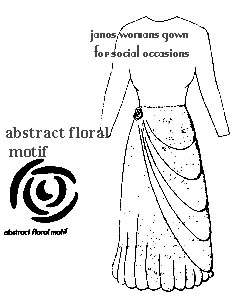 janos womans gown
for social occasions
abstract floral
motif
abstract floral motif